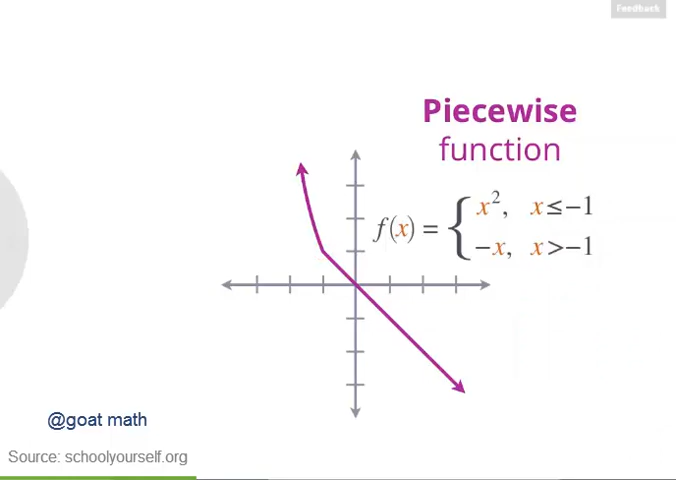 Feedback
Piecewise
function
f(x) = { x², x≤−1
−x, x>−1
@goat math
Source: schoolyourself.org